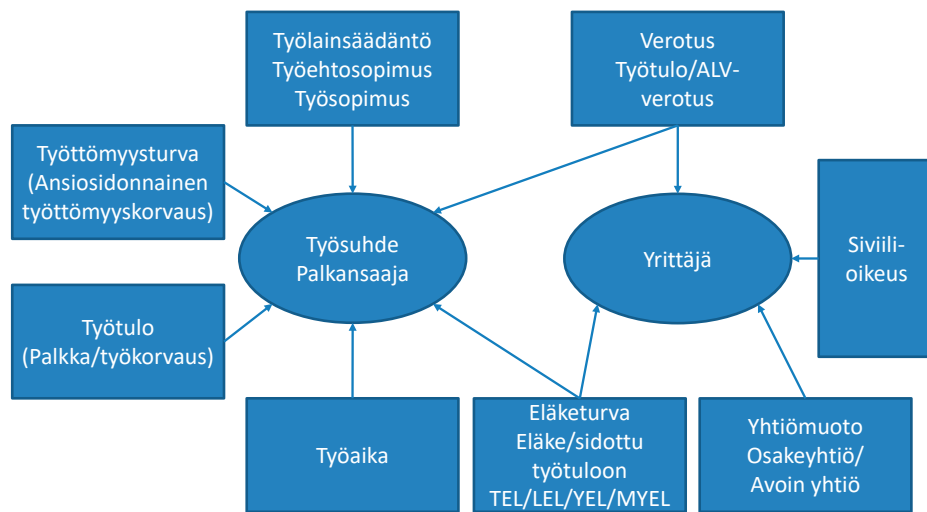 Työlainsäädäntö
Työehtosopimus
Työsopimus
Verotus
Työtulo/ALV-
verotus
Työttömyysturva
(Ansiosidonnainen
työttömyyskorvaus)
Työsuhde
Palkansaaja
Yrittäjä
Siviili-
oikeus
Työtulo
(Palkka/työkorvaus)
Työaika
Eläketurva
Eläke/sidottu
työtuloon
TEL/LEL/YEL/MYEL
Yhtiömuoto
Osakeyhtiö/
Avoin yhtiö